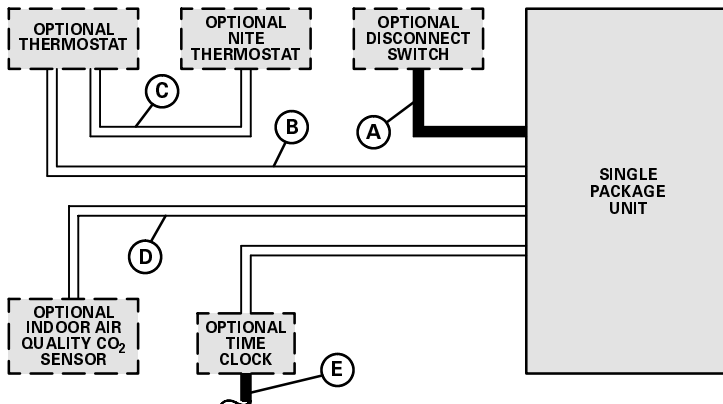 OPTIONAL
THERMOSTAT
OPTIONAL
NITE
THERMOSTAT
OPTIONAL
DISCONNECT
SWITCH
C
B
A
SINGLE
PACKAGE
UNIT
D
OPTIONAL
INDOOR AIR
QUALITY CO2
SENSOR
OPTIONAL
TIME
CLOCK
E